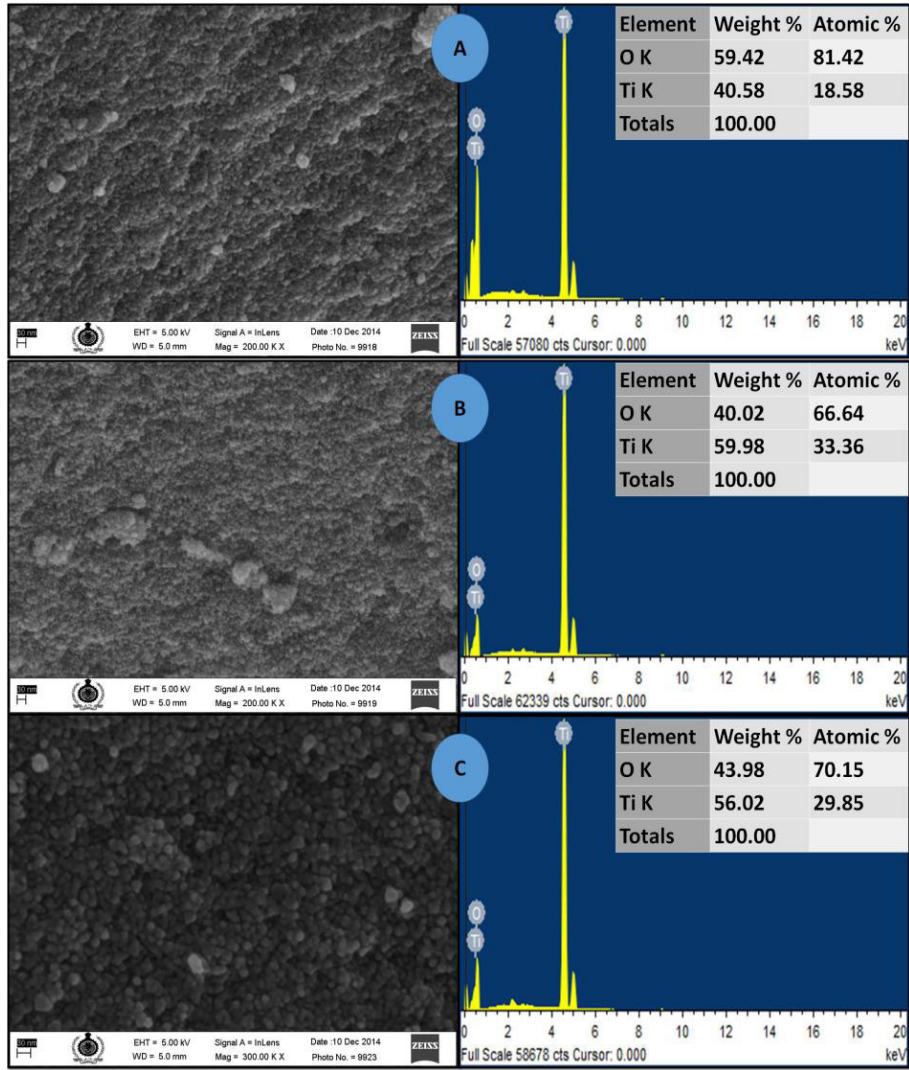 A
Ti
O
Ti
Element Weight % Atomic %
O K 59.42 81.42
Ti K 40.58 18.58
Totals 100.00
0 2 4 6 8 10 12 14 16 18 20
Full Scale 57080 cts Cursor: 0.000 keV
30 nm
EHT = 5.00 kV Signal A = InLens Date :10 Dec 2014
WD = 5.0 mm Mag = 200.00 K X Photo No. = 9918
ZEISS
B
Ti
O
Ti
Element Weight % Atomic %
O K 40.02 66.64
Ti K 59.98 33.36
Totals 100.00
0 2 4 6 8 10 12 14 16 18 20
Full Scale 62339 cts Cursor: 0.000 keV
30 nm
EHT = 5.00 kV Signal A = InLens Date :10 Dec 2014
WD = 5.0 mm Mag = 200.00 K X Photo No. = 9919
ZEISS
C
Ti
O
Ti
Element Weight % Atomic %
O K 43.98 70.15
Ti K 56.02 29.85
Totals 100.00
0 2 4 6 8 10 12 14 16 18 20
Full Scale 58678 cts Cursor: 0.000 keV
30 nm
EHT = 5.00 kV Signal A = InLens Date :10 Dec 2014
WD = 5.0 mm Mag = 300.00 K X Photo No. = 9923
ZEISS